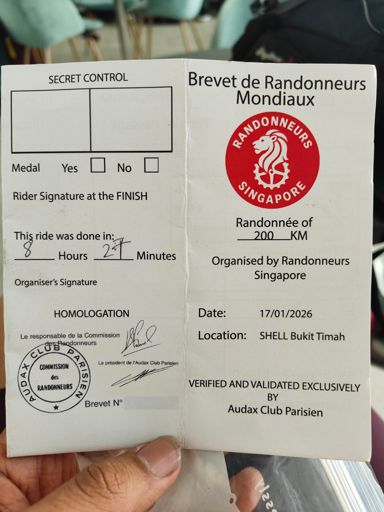 SECRET CONTROL
Medal Yes No
Rider Signature at the FINISH
This ride was done in:
8 Hours 27 Minutes
Organiser's Signature
HOMOLOGATION
Le responsable de la Commission
des Randonneurs
Le président de l'Audax Club Parisien
AUDAX CLUB PARISIEN
COMMISSION
des
RANDONNEURS
Brevet N°
Brevet de Randonneurs
Mondiaux
RANDONNEURS
SINGAPORE
Randonnée of
200 KM
Organised by Randonneurs
Singapore
Date: 17/01/2026
Location: SHELL Bukit Timah
VERIFIED AND VALIDATED EXCLUSIVELY
BY
Audax Club Parisien